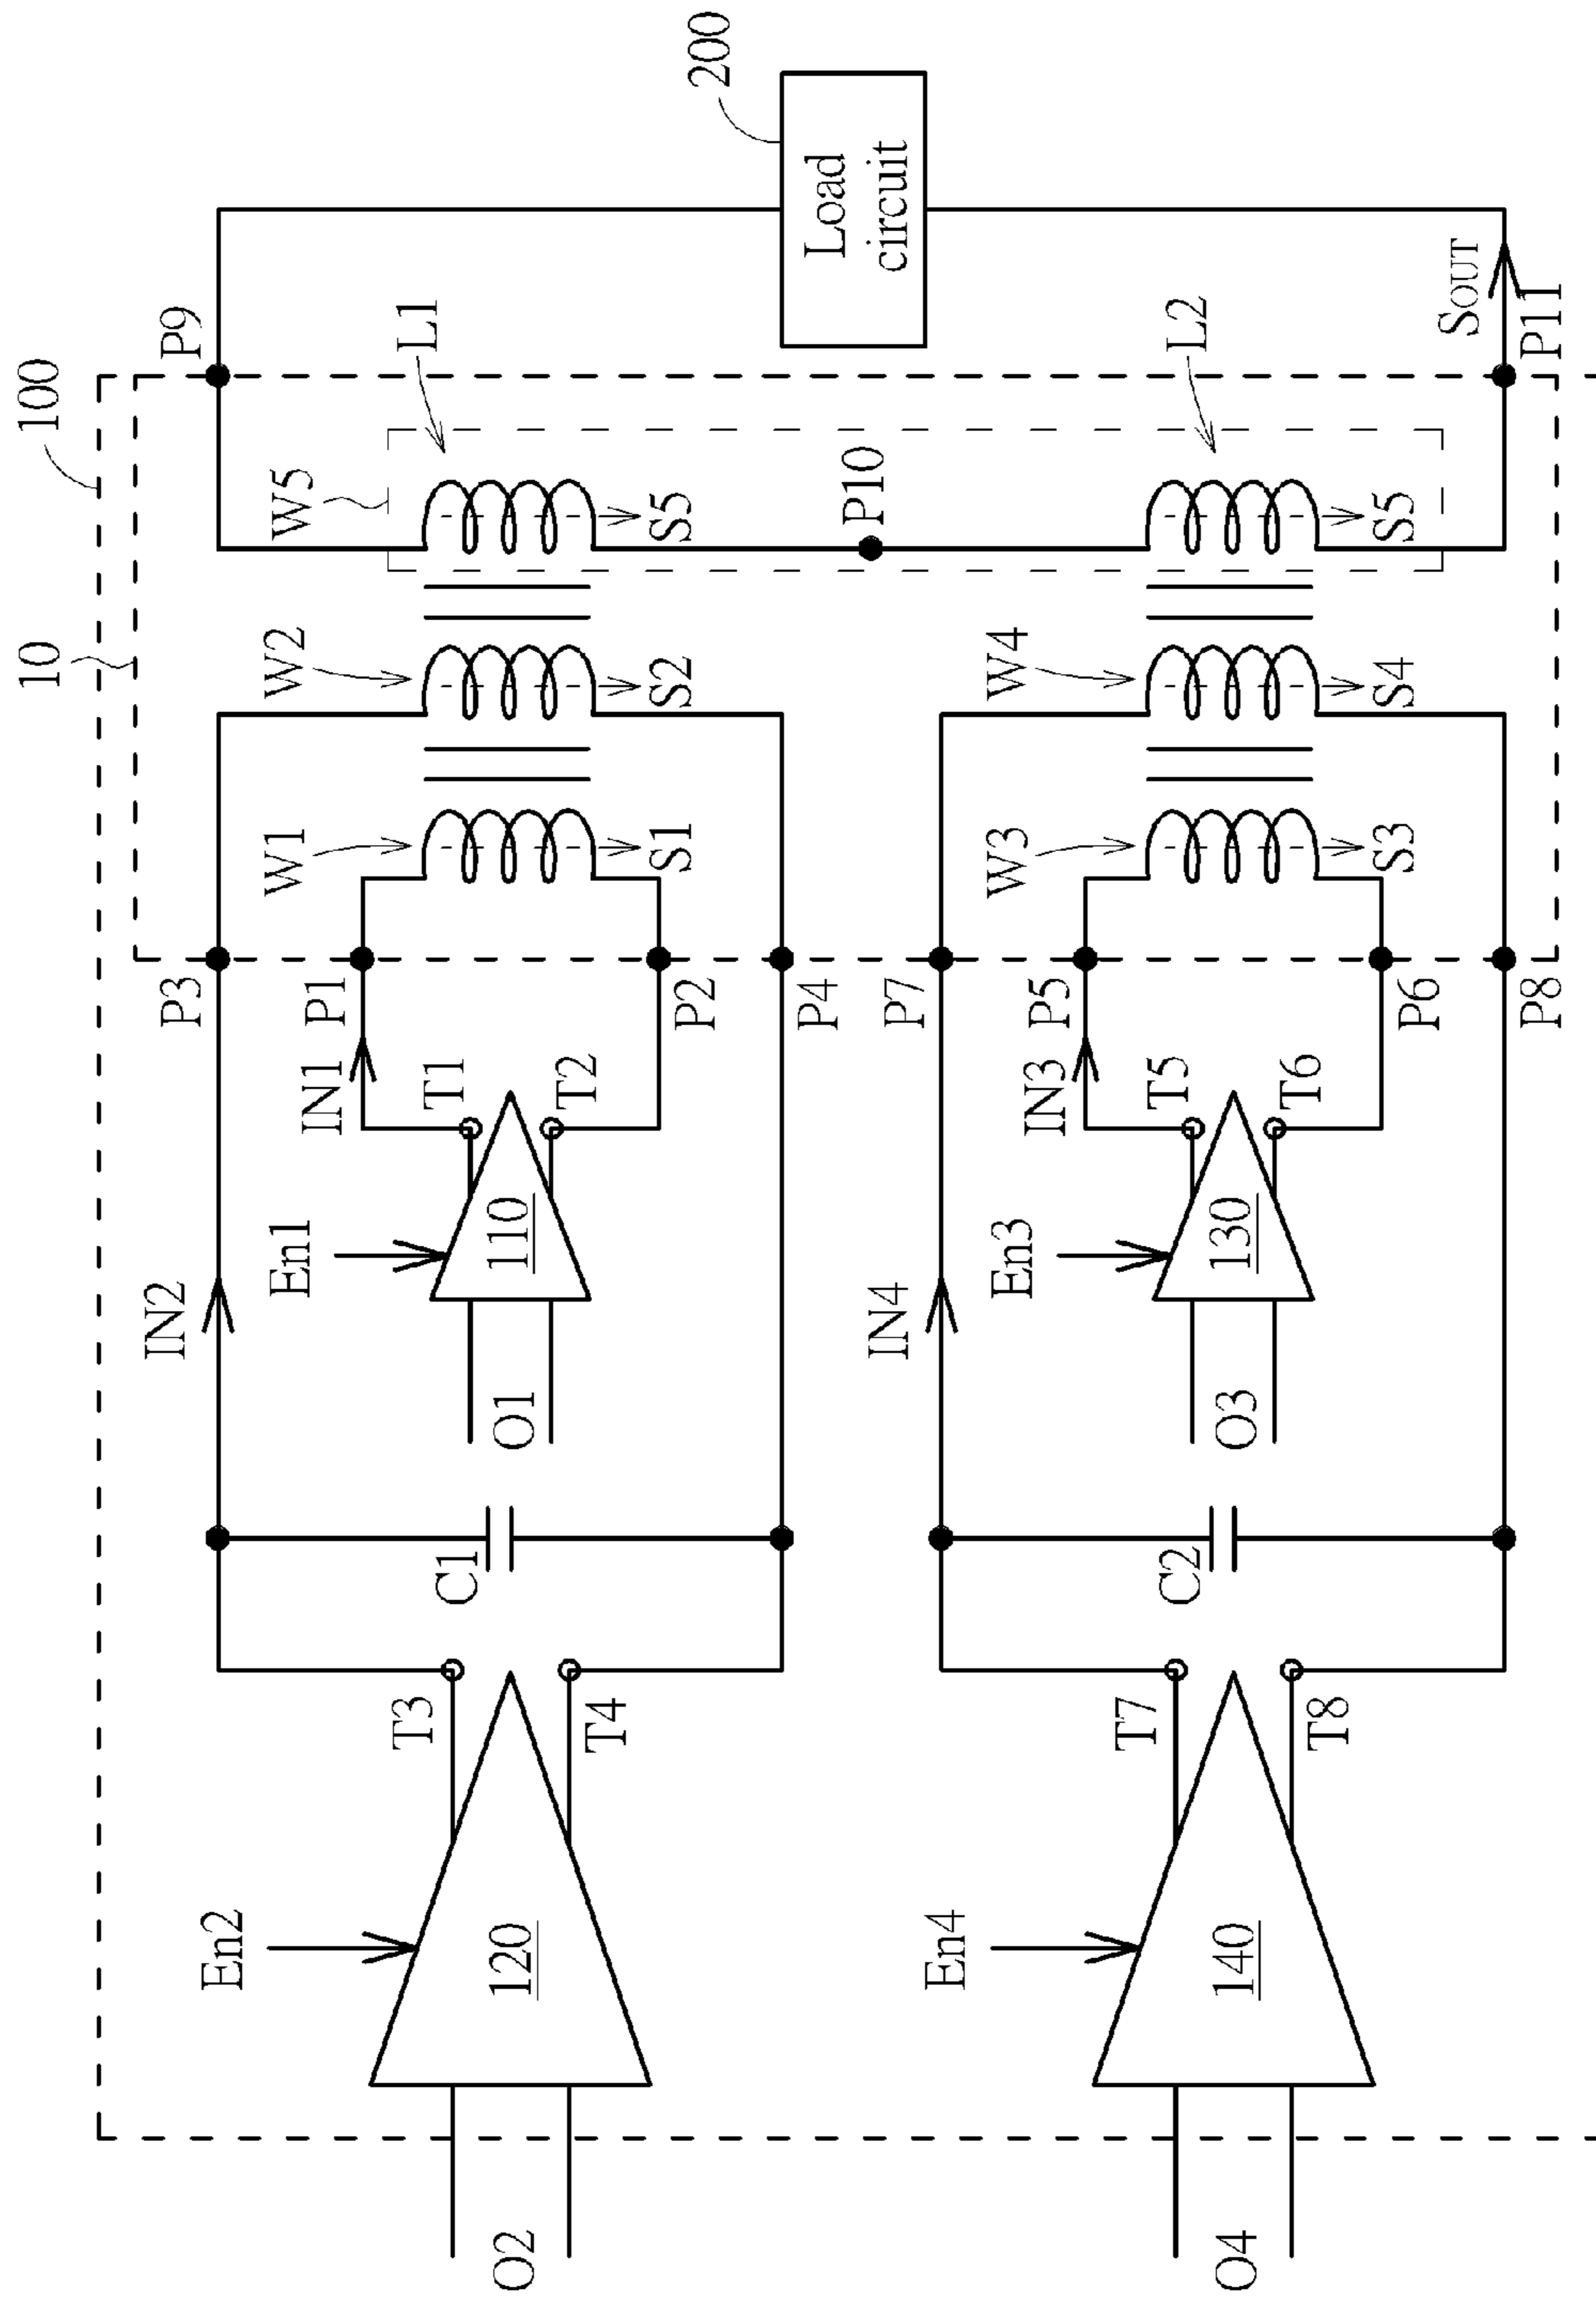 100
10
P9
200
Load
circuit
W5
L1
S5
P10
L2
S5
SOUT
P11
W2
S2
W4
S4
W1
S1
W3
S3
P3
P1
P2
P4
P7
P5
P6
P8
IN1
T1
T2
IN3
T5
T6
IN2
En1
110
IN4
En3
130
O1
O3
C1
C2
T3
T4
T7
T8
En2
120
En4
140
O2
O4